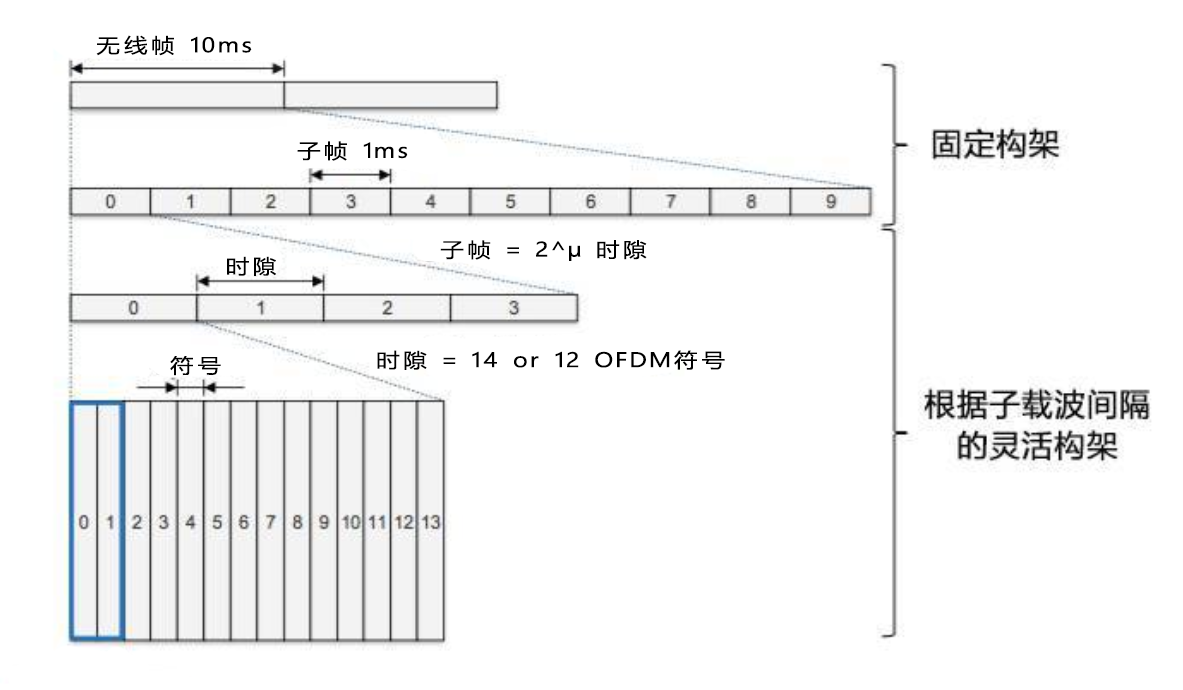 无线帧 10ms
固定构架
子帧 1ms
0 1 2 3 4 5 6 7 8 9
子帧 = 2^μ 时隙
时隙
0 1 2 3
时隙 = 14 or 12 OFDM符号
符号
根据子载波间隔
的灵活构架
0 1 2 3 4 5 6 7 8 9 10 11 12 13